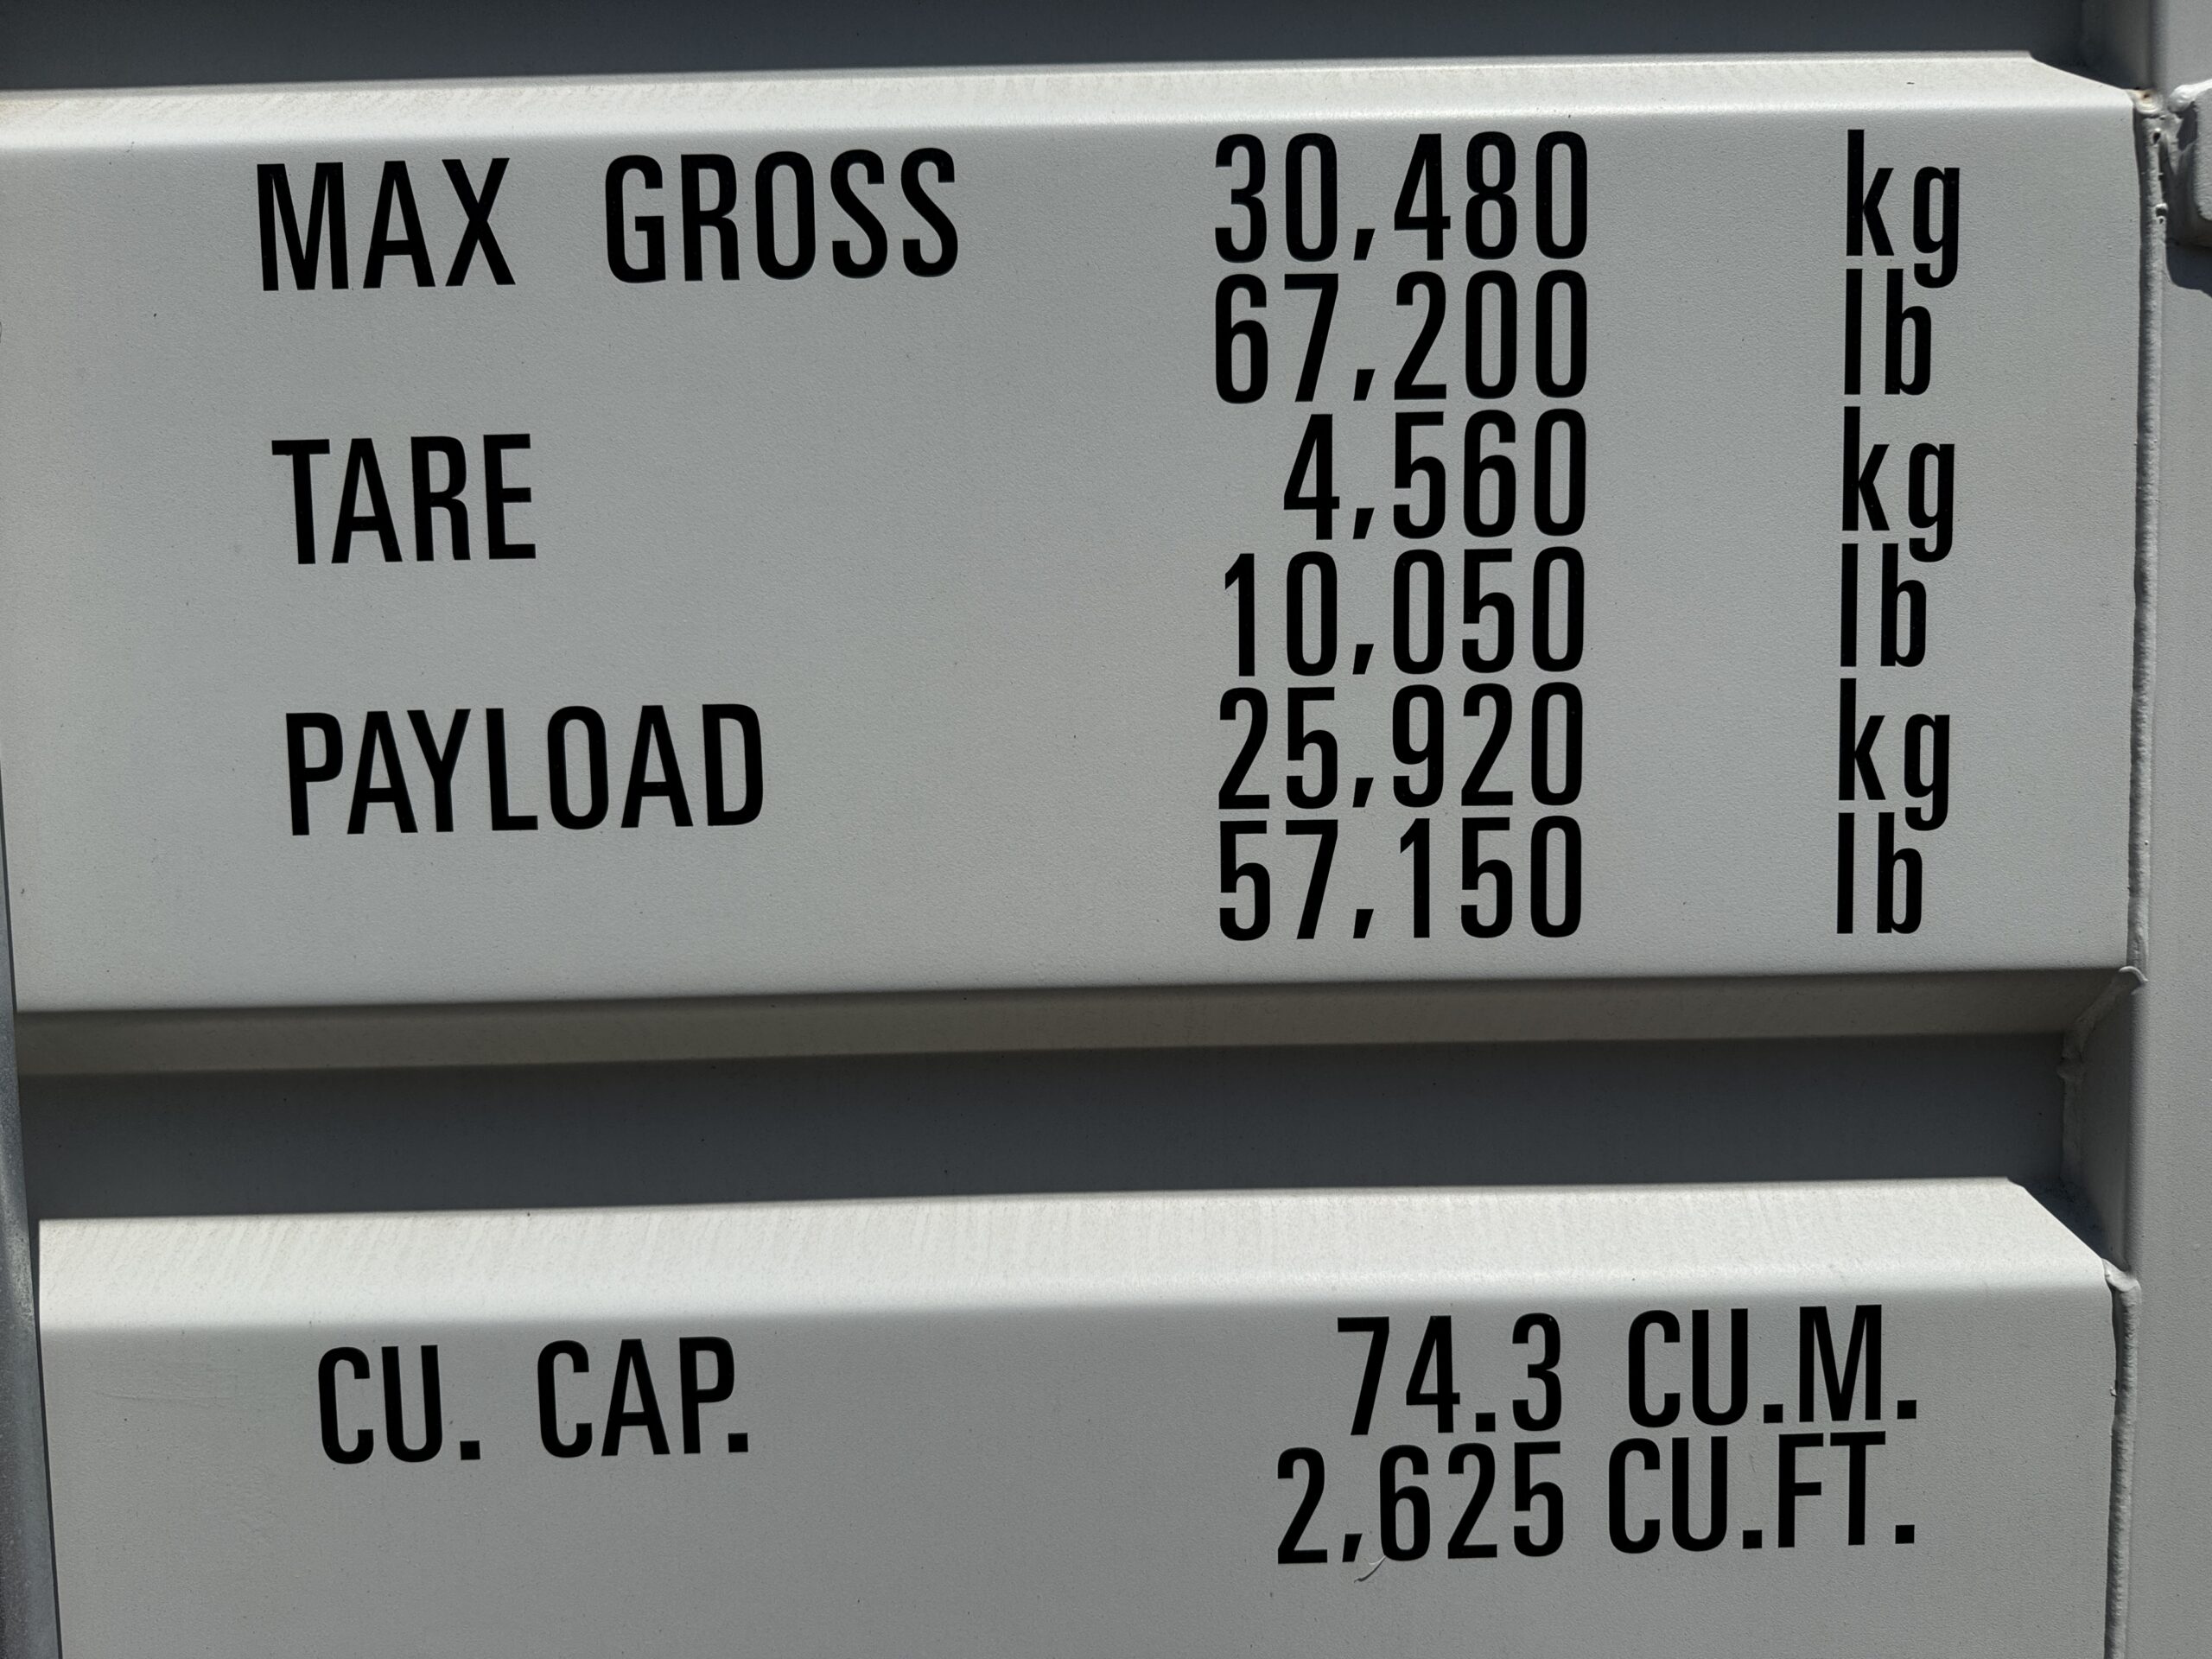 MAX GROSS 30,480 kg
67,200 lb
TARE 4,560 kg
10,050 lb
PAYLOAD 25,920 kg
57,150 lb
CU. CAP. 74.3 CU.M.
2,625 CU.FT.